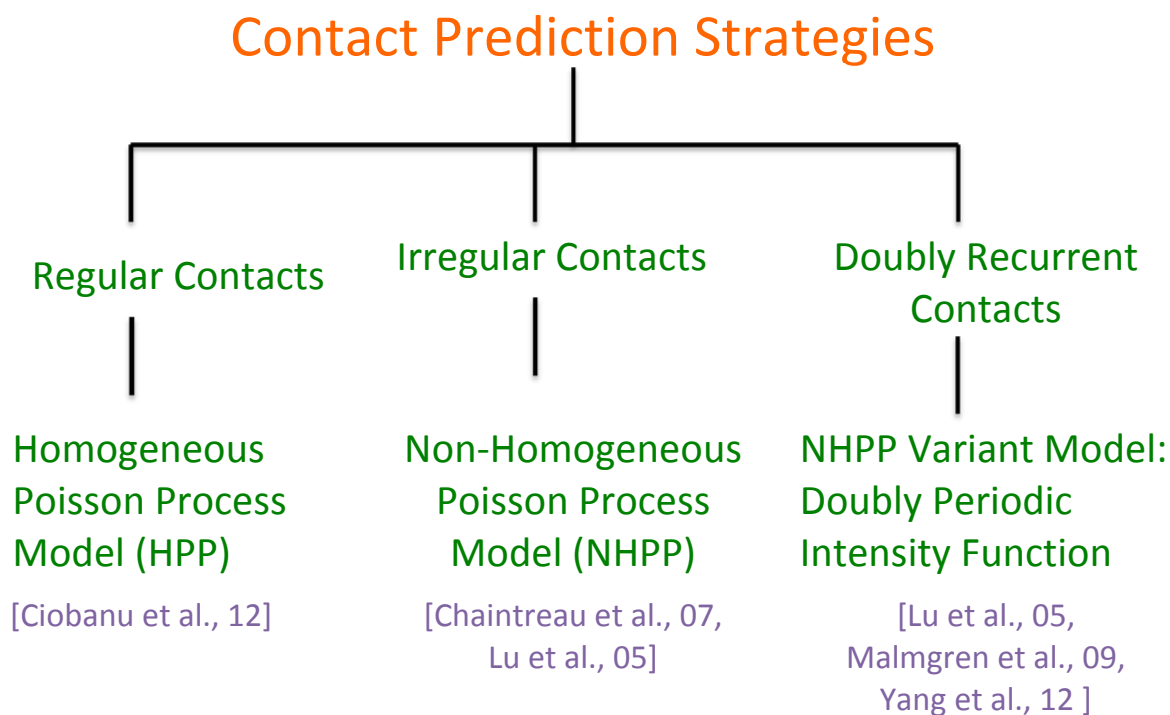 Contact Prediction Strategies
Regular Contacts
Irregular Contacts
Doubly Recurrent
Contacts
Homogeneous
Poisson Process
Model (HPP)
[Ciobanu et al., 12]
Non-Homogeneous
Poisson Process
Model (NHPP)
[Chaintreau et al., 07,
Lu et al., 05]
NHPP Variant Model:
Doubly Periodic
Intensity Function
[Lu et al., 05,
Malmgren et al., 09,
Yang et al., 12 ]